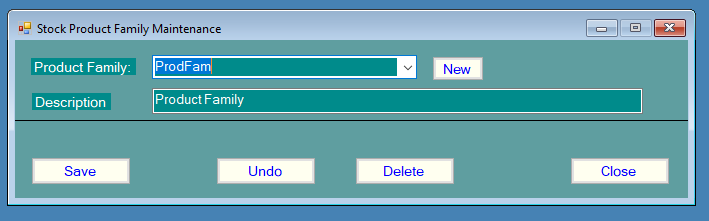 Stock Product Family Maintenance
Product Family: ProdFam New
Description Product Family
Save Undo Delete Close